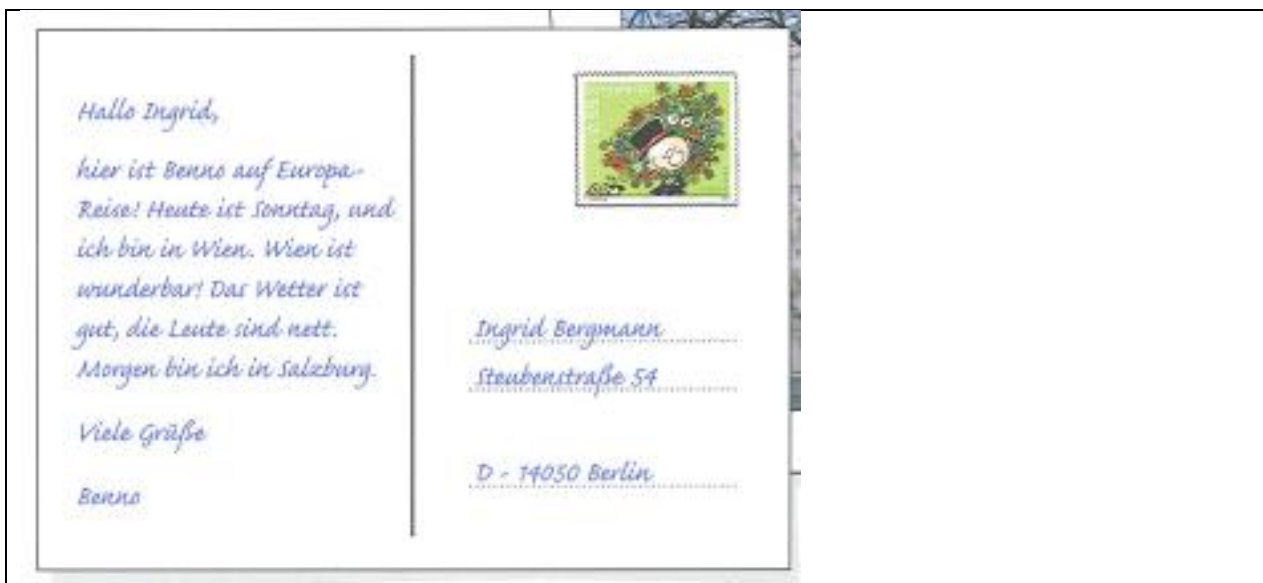 Hallo Ingrid,
hier ist Benno auf Europa-
Reise! Heute ist Sonntag, und
ich bin in Wien. Wien ist
wunderbar! Das Wetter ist
gut, die Leute sind nett.
Morgen bin ich in Salzburg.
Viele Grüße
Benno
Ingrid Bergmann
Steubenstraße 54
D - 14050 Berlin